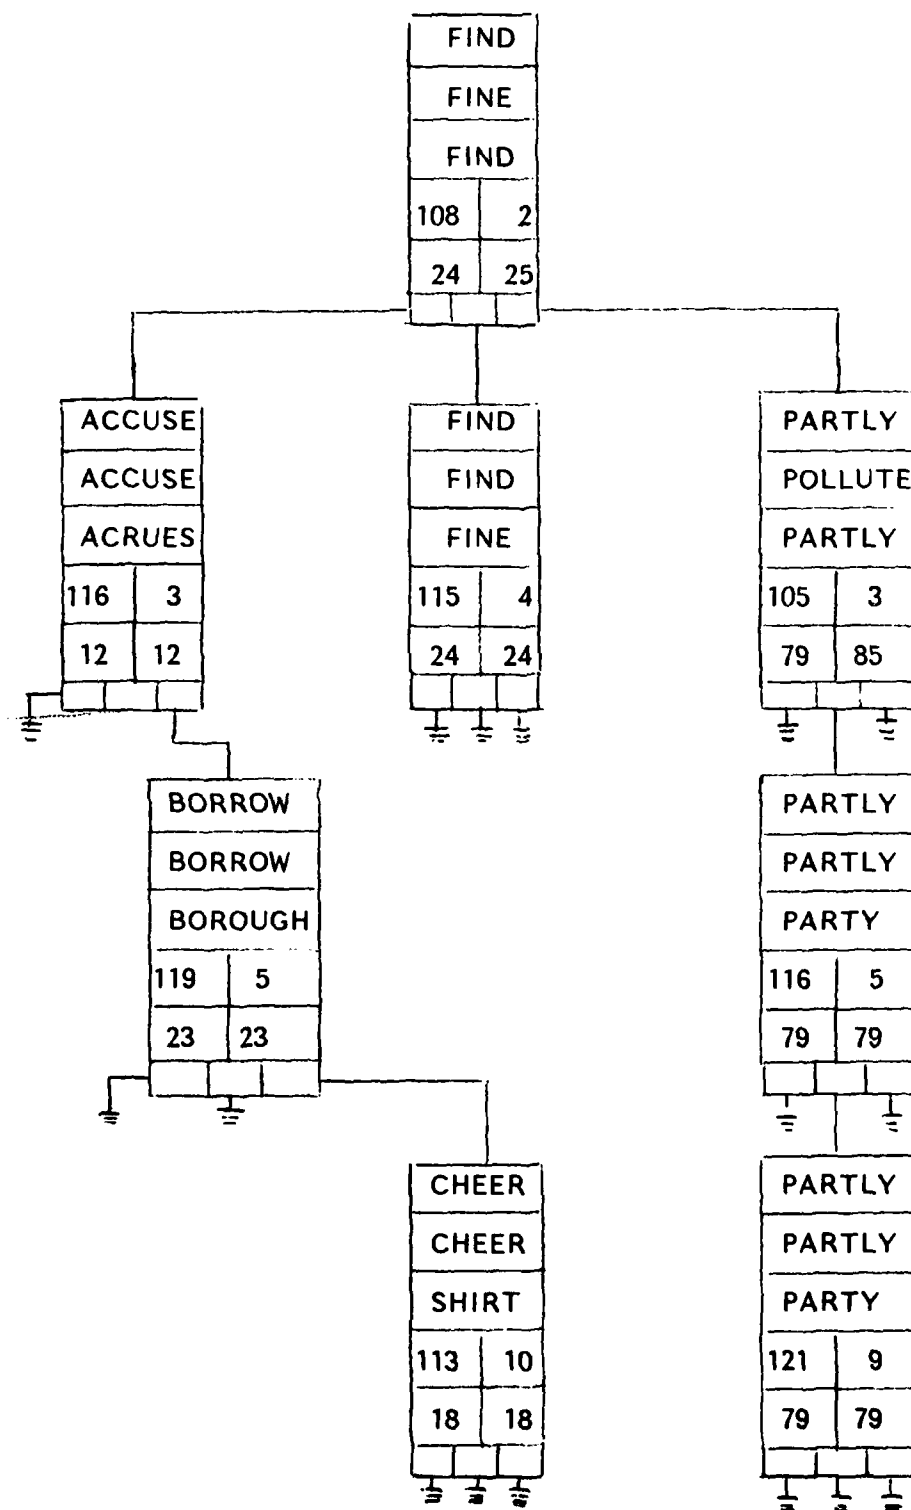 FIND
FINE
FIND
108 2
24 25
ACCUSE
ACCUSE
ACRUES
116 3
12 12
FIND
FIND
FINE
115 4
24 24
PARTLY
POLLUTE
PARTLY
105 3
79 85
BORROW
BORROW
BOROUGH
119 5
23 23
PARTLY
PARTLY
PARTY
116 5
79 79
CHEER
CHEER
SHIRT
113 10
18 18
PARTLY
PARTLY
PARTY
121 9
79 79